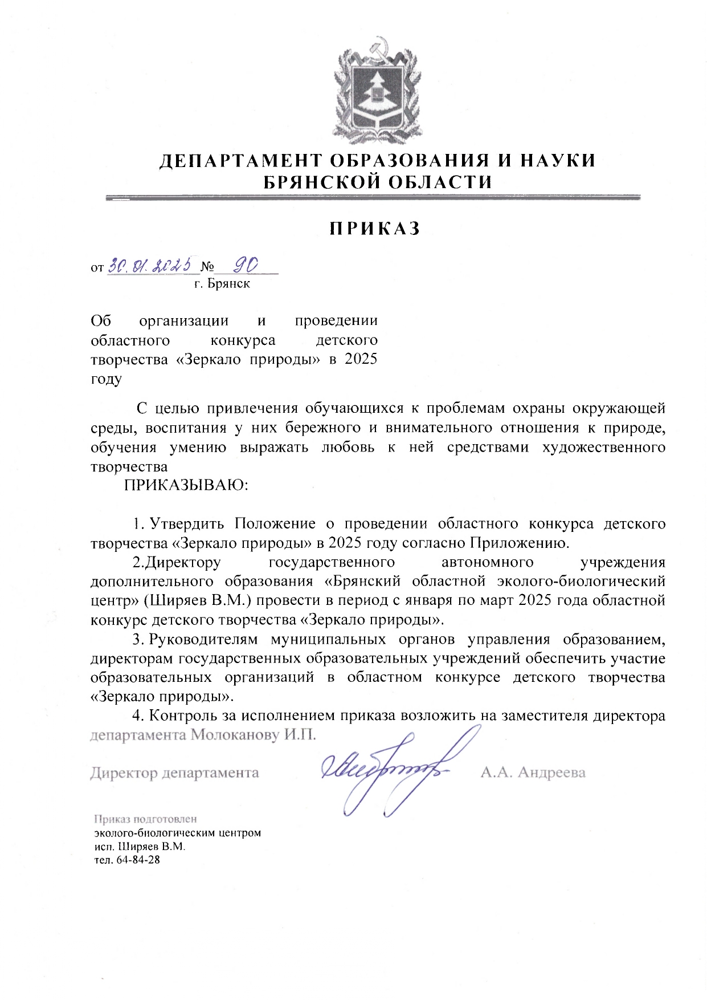 ДЕПАРТАМЕНТ ОБРАЗОВАНИЯ И НАУКИ
БРЯНСКОЙ ОБЛАСТИ
ПРИКАЗ
от 30.01.2025 № 90
г. Брянск
Об организации и проведении
областного конкурса детского
творчества «Зеркало природы» в 2025
году
С целью привлечения обучающихся к проблемам охраны окружающей
среды, воспитания у них бережного и внимательного отношения к природе,
обучения умению выражать любовь к ней средствами художественного
творчества
ПРИКАЗЫВАЮ:
1. Утвердить Положение о проведении областного конкурса детского
творчества «Зеркало природы» в 2025 году согласно Приложению.
2.Директору государственного автономного учреждения
дополнительного образования «Брянский областной эколого-биологический
центр» (Ширяев В.М.) провести в период с января по март 2025 года областной
конкурс детского творчества «Зеркало природы».
3. Руководителям муниципальных органов управления образованием,
директорам государственных образовательных учреждений обеспечить участие
образовательных организаций в областном конкурсе детского творчества
«Зеркало природы».
4. Контроль за исполнением приказа возложить на заместителя директора
департамента Молоканову И.П.
Директор департамента А.А. Андреева
Приказ подготовлен
эколого-биологическим центром
исп. Ширяев В.М.
тел. 64-84-28